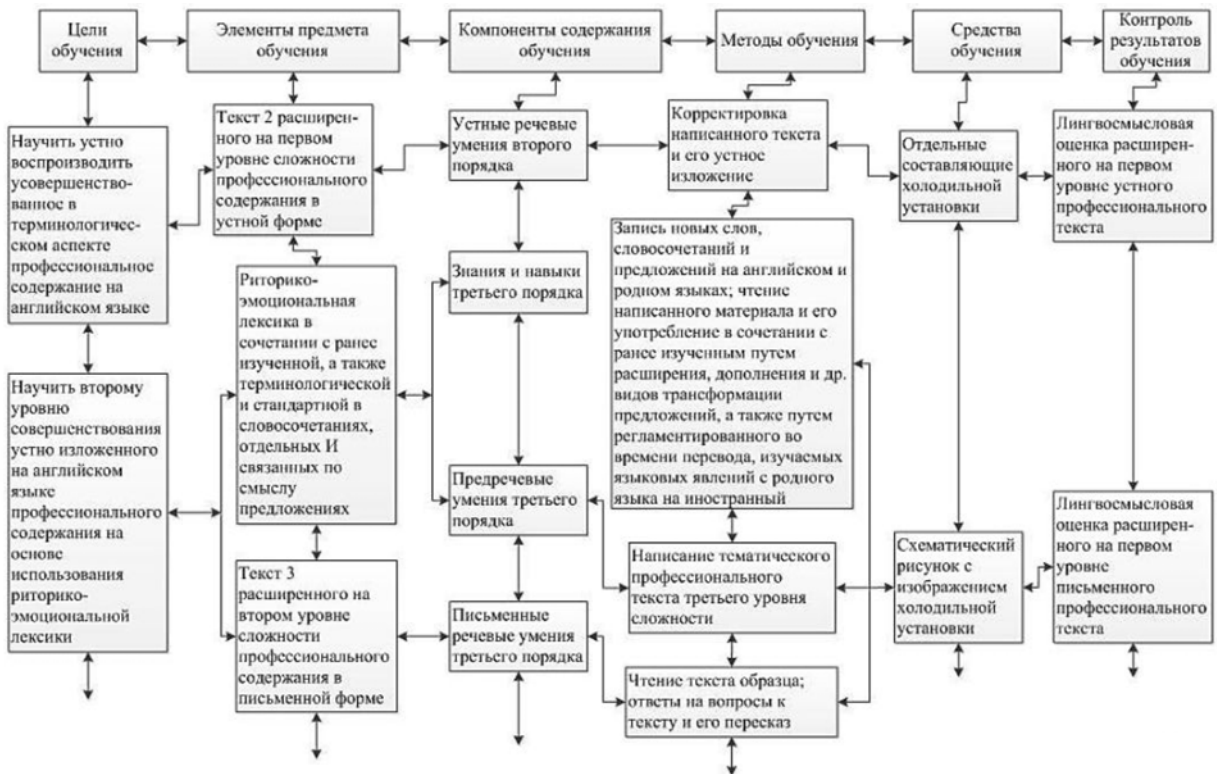 Цели
обучения
Элементы предмета
обучения
Компоненты содержания
обучения
Методы обучения
Средства
обучения
Контроль
результатов
обучения
Научить устно
воспроизводить
усовершенство-
ванное в
терминологичес-
ском аспекте
профессиональное
содержание на
английском языке
Текст 2 расширен-
ного на первом
уровне сложности
профессионального
содержания в
устной форме
Устные речевые
умения второго
порядка
Корректировка
написанного текста
и его устное
изложение
Отдельные
составляющие
холодильной
установки
Лингвосмысловая
оценка расширен-
ного на первом
уровне устного
профессионального
текста
Научить второму
уровню
совершенствования
устно изложенного
на английском
языке
профессионального
содержания на
основе
использования
риторико-
эмоциональной
лексики
Риторико-
эмоциональная
лексика в
сочетании с ранее
изученной, а также
терминологической
и стандартной в
словосочетаниях,
отдельных И
связанных по
смыслу
предложениях
Знания и навыки
третьего порядка
Запись новых слов,
словосочетаний и
предложений на английском и
родном языках; чтение
написанного материала и его
употребление в сочетании с
ранее изученным путем
расширения, дополнения и др.
видов трансформации
предложений, а также путем
регламентированного во
времени перевода, изучаемых
языковых явлений с родного
языка на иностранный
Предречевые
умения третьего
порядка
Написание тематического
профессионального
текста третьего уровня
сложности
Схематический
рисунок с
изображением
холодильной
установки
Лингвосмысловая
оценка расширен-
ного на первом
уровне
письменного
профессионального
текста
Текст 3
расширенного на
втором уровне
сложности
профессионального
содержания в
письменной форме
Письменные
речевые умения
третьего порядка
Чтение текста образца;
ответы на вопросы к
тексту и его пересказ